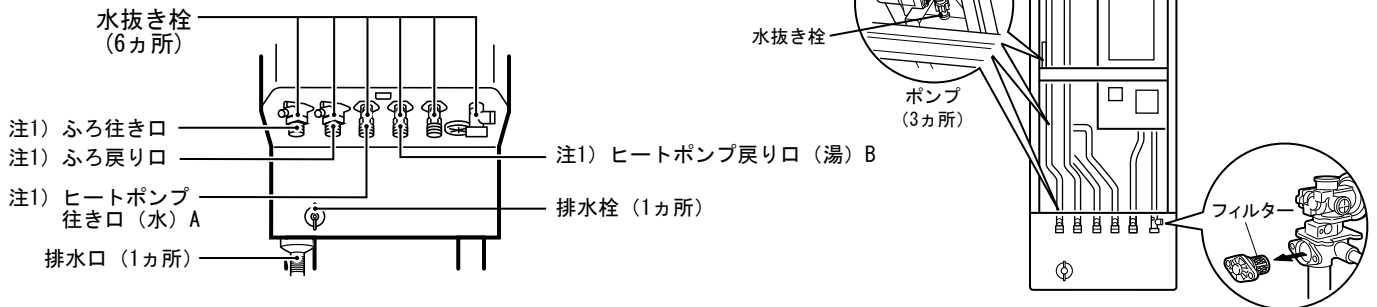 水抜き栓
(6ヵ所)
注1) ふろ往き口
注1) ふろ戻り口
注1) ヒートポンプ
往き口(水)A
排水口(1ヵ所)
注1) ヒートポンプ戻り口(湯)B
排水栓(1ヵ所)
水抜き栓
ポンプ
(3ヵ所)
フィルター